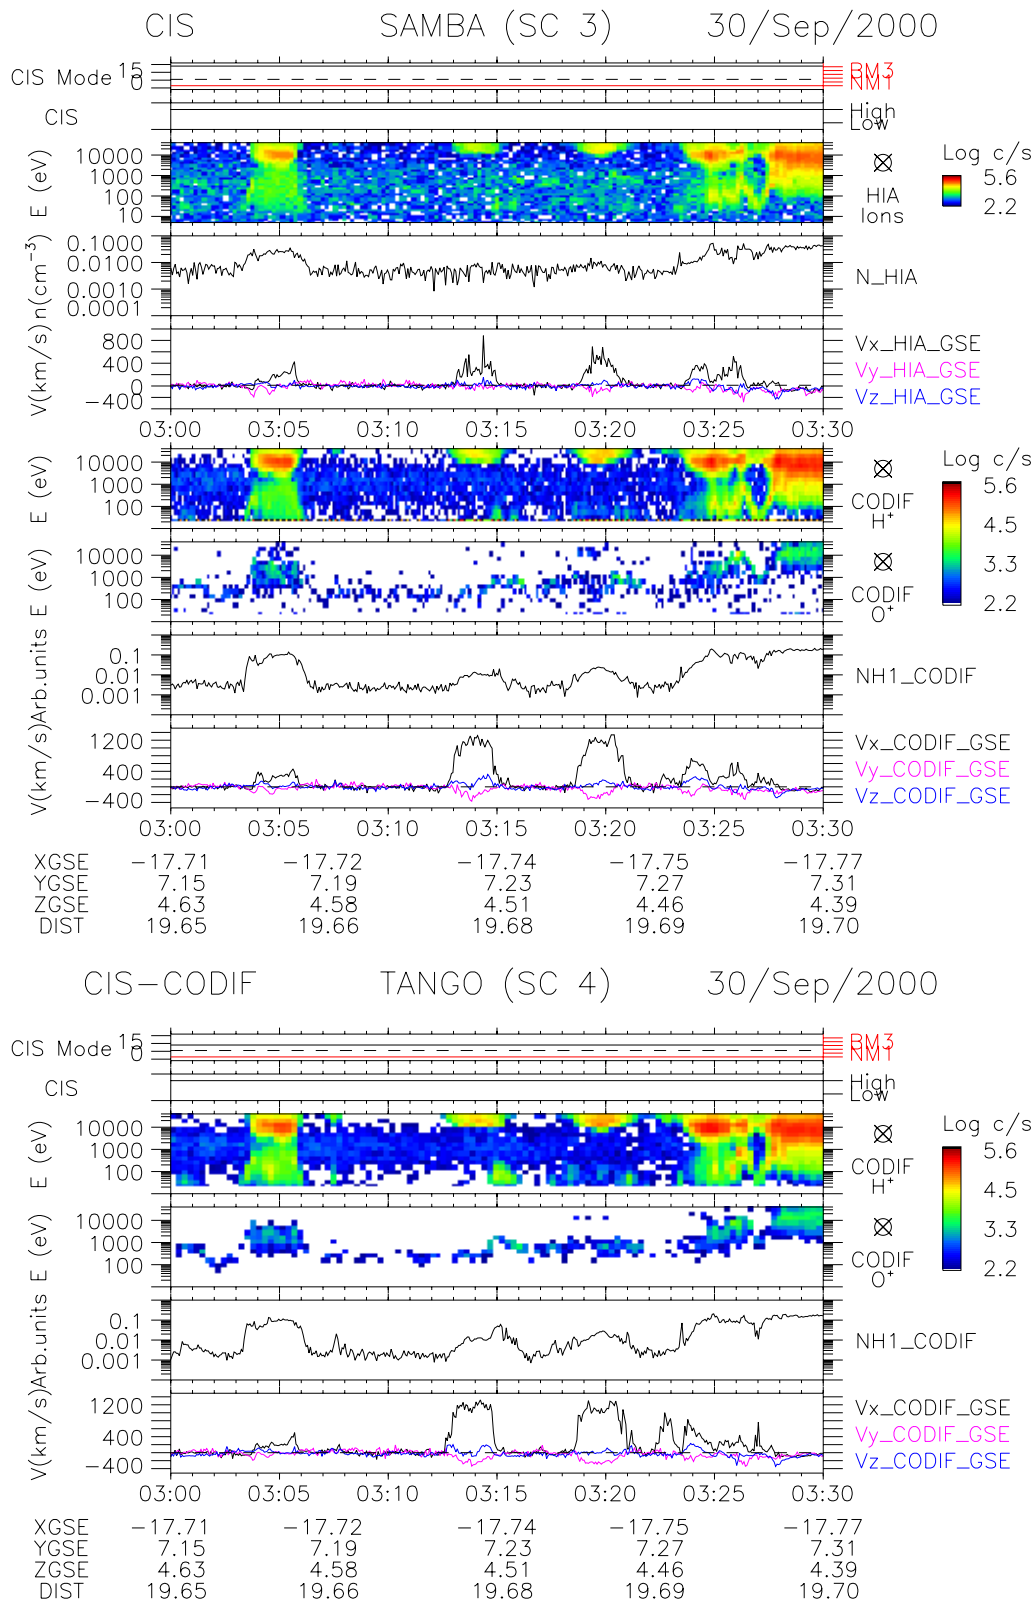 CIS SAMBA (SC 3) 30/Sep/2000
CIS Mode 15 0 BM3 NM1
CIS High Low
E (eV) 10000 1000 100 10 HIA Ions Log c/s 5.6 2.2
n(cm⁻³) 0.1000 0.0100 0.0010 0.0001 N_HIA
V(km/s) 800 400 0 −400 Vx_HIA_GSE
Vy_HIA_GSE
Vz_HIA_GSE
03:00 03:05 03:10 03:15 03:20 03:25 03:30
E (eV) 10000 1000 100 CODIF H⁺ Log c/s 5.6 4.5 3.3 2.2
E (eV) 10000 1000 100 CODIF O⁺
Arb.units 0.1 0.01 0.001 NH1_CODIF
V(km/s) 1200 400 −400 Vx_CODIF_GSE
Vy_CODIF_GSE
Vz_CODIF_GSE
03:00 03:05 03:10 03:15 03:20 03:25 03:30
XGSE −17.71 −17.72 −17.74 −17.75 −17.77
YGSE 7.15 7.19 7.23 7.27 7.31
ZGSE 4.63 4.58 4.51 4.46 4.39
DIST 19.65 19.66 19.68 19.69 19.70
CIS−CODIF TANGO (SC 4) 30/Sep/2000
CIS Mode 15 0 BM3 NM1
CIS High Low
E (eV) 10000 1000 100 CODIF H⁺ Log c/s 5.6 4.5 3.3 2.2
E (eV) 10000 1000 100 CODIF O⁺
Arb.units 0.1 0.01 0.001 NH1_CODIF
V(km/s) 1200 400 −400 Vx_CODIF_GSE
Vy_CODIF_GSE
Vz_CODIF_GSE
03:00 03:05 03:10 03:15 03:20 03:25 03:30
XGSE −17.71 −17.72 −17.74 −17.75 −17.77
YGSE 7.15 7.19 7.23 7.27 7.31
ZGSE 4.63 4.58 4.51 4.46 4.39
DIST 19.65 19.66 19.68 19.69 19.70